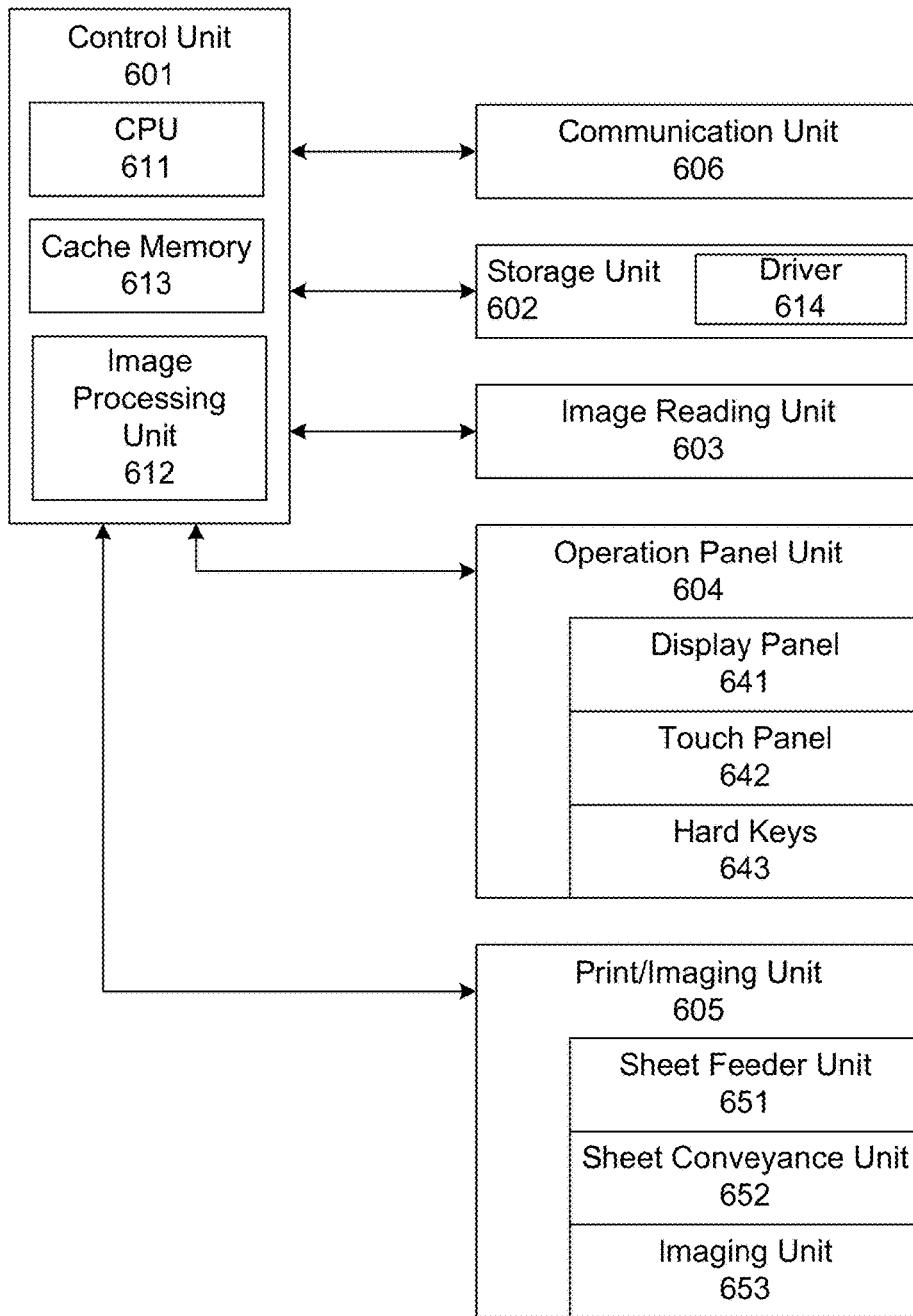 Control Unit
601
CPU
611
Cache Memory
613
Image
Processing
Unit
612
Communication Unit
606
Storage Unit
602
Driver
614
Image Reading Unit
603
Operation Panel Unit
604
Display Panel
641
Touch Panel
642
Hard Keys
643
Print/Imaging Unit
605
Sheet Feeder Unit
651
Sheet Conveyance Unit
652
Imaging Unit
653